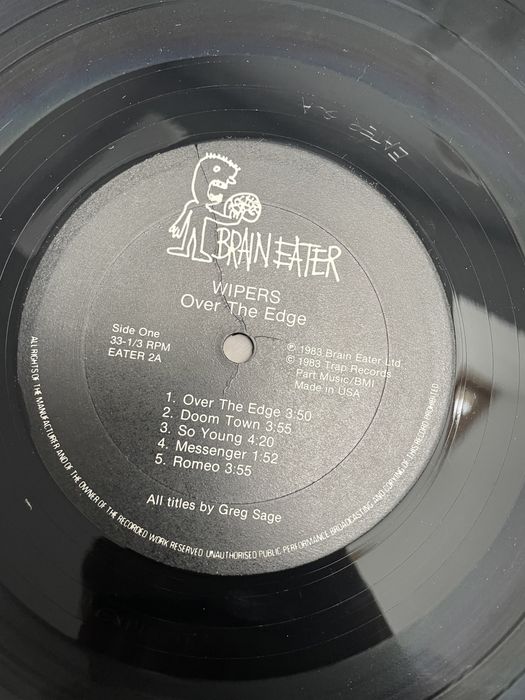 EATER 2A
BRAIN EATER
WIPERS
Over The Edge
Side One
33-1/3 RPM
EATER 2A
℗ 1983 Brain Eater Ltd.
© 1983 Trap Records
Part Music/BMI
Made in USA
1. Over The Edge 3:50
2. Doom Town 3:55
3. So Young 4:20
4. Messenger 1:52
5. Romeo 3:55
All titles by Greg Sage
ALL RIGHTS OF THE MANUFACTURER AND OF THE OWNER OF THE RECORDED WORK RESERVED UNAUTHORISED PUBLIC PERFORMANCE BROADCASTING AND COPYING OF THIS RECORD PROHIBITED